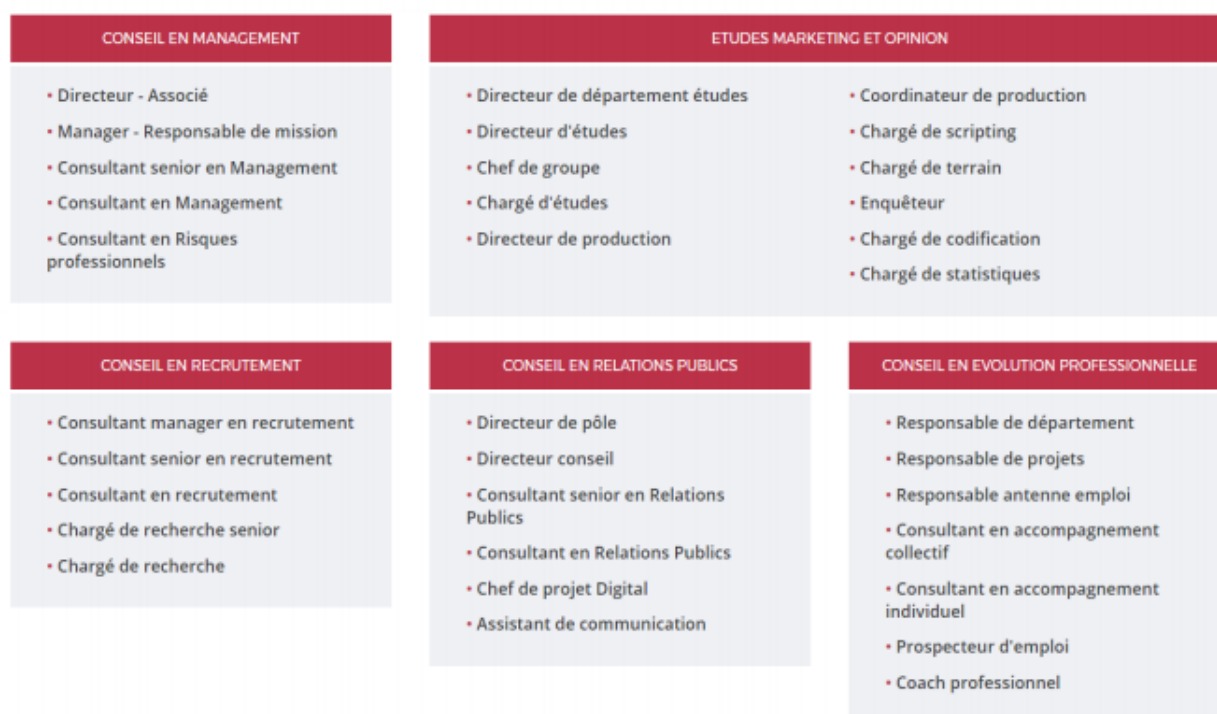 CONSEIL EN MANAGEMENT
• Directeur - Associé
• Manager - Responsable de mission
• Consultant senior en Management
• Consultant en Management
• Consultant en Risques
professionnels
ETUDES MARKETING ET OPINION
• Directeur de département études
• Directeur d'études
• Chef de groupe
• Chargé d'études
• Directeur de production
• Coordinateur de production
• Chargé de scripting
• Chargé de terrain
• Enquêteur
• Chargé de codification
• Chargé de statistiques
CONSEIL EN RECRUTEMENT
• Consultant manager en recrutement
• Consultant senior en recrutement
• Consultant en recrutement
• Chargé de recherche senior
• Chargé de recherche
CONSEIL EN RELATIONS PUBLICS
• Directeur de pôle
• Directeur conseil
• Consultant senior en Relations
Publics
• Consultant en Relations Publics
• Chef de projet Digital
• Assistant de communication
CONSEIL EN EVOLUTION PROFESSIONNELLE
• Responsable de département
• Responsable de projets
• Responsable antenne emploi
• Consultant en accompagnement
collectif
• Consultant en accompagnement
individuel
• Prospecteur d'emploi
• Coach professionnel